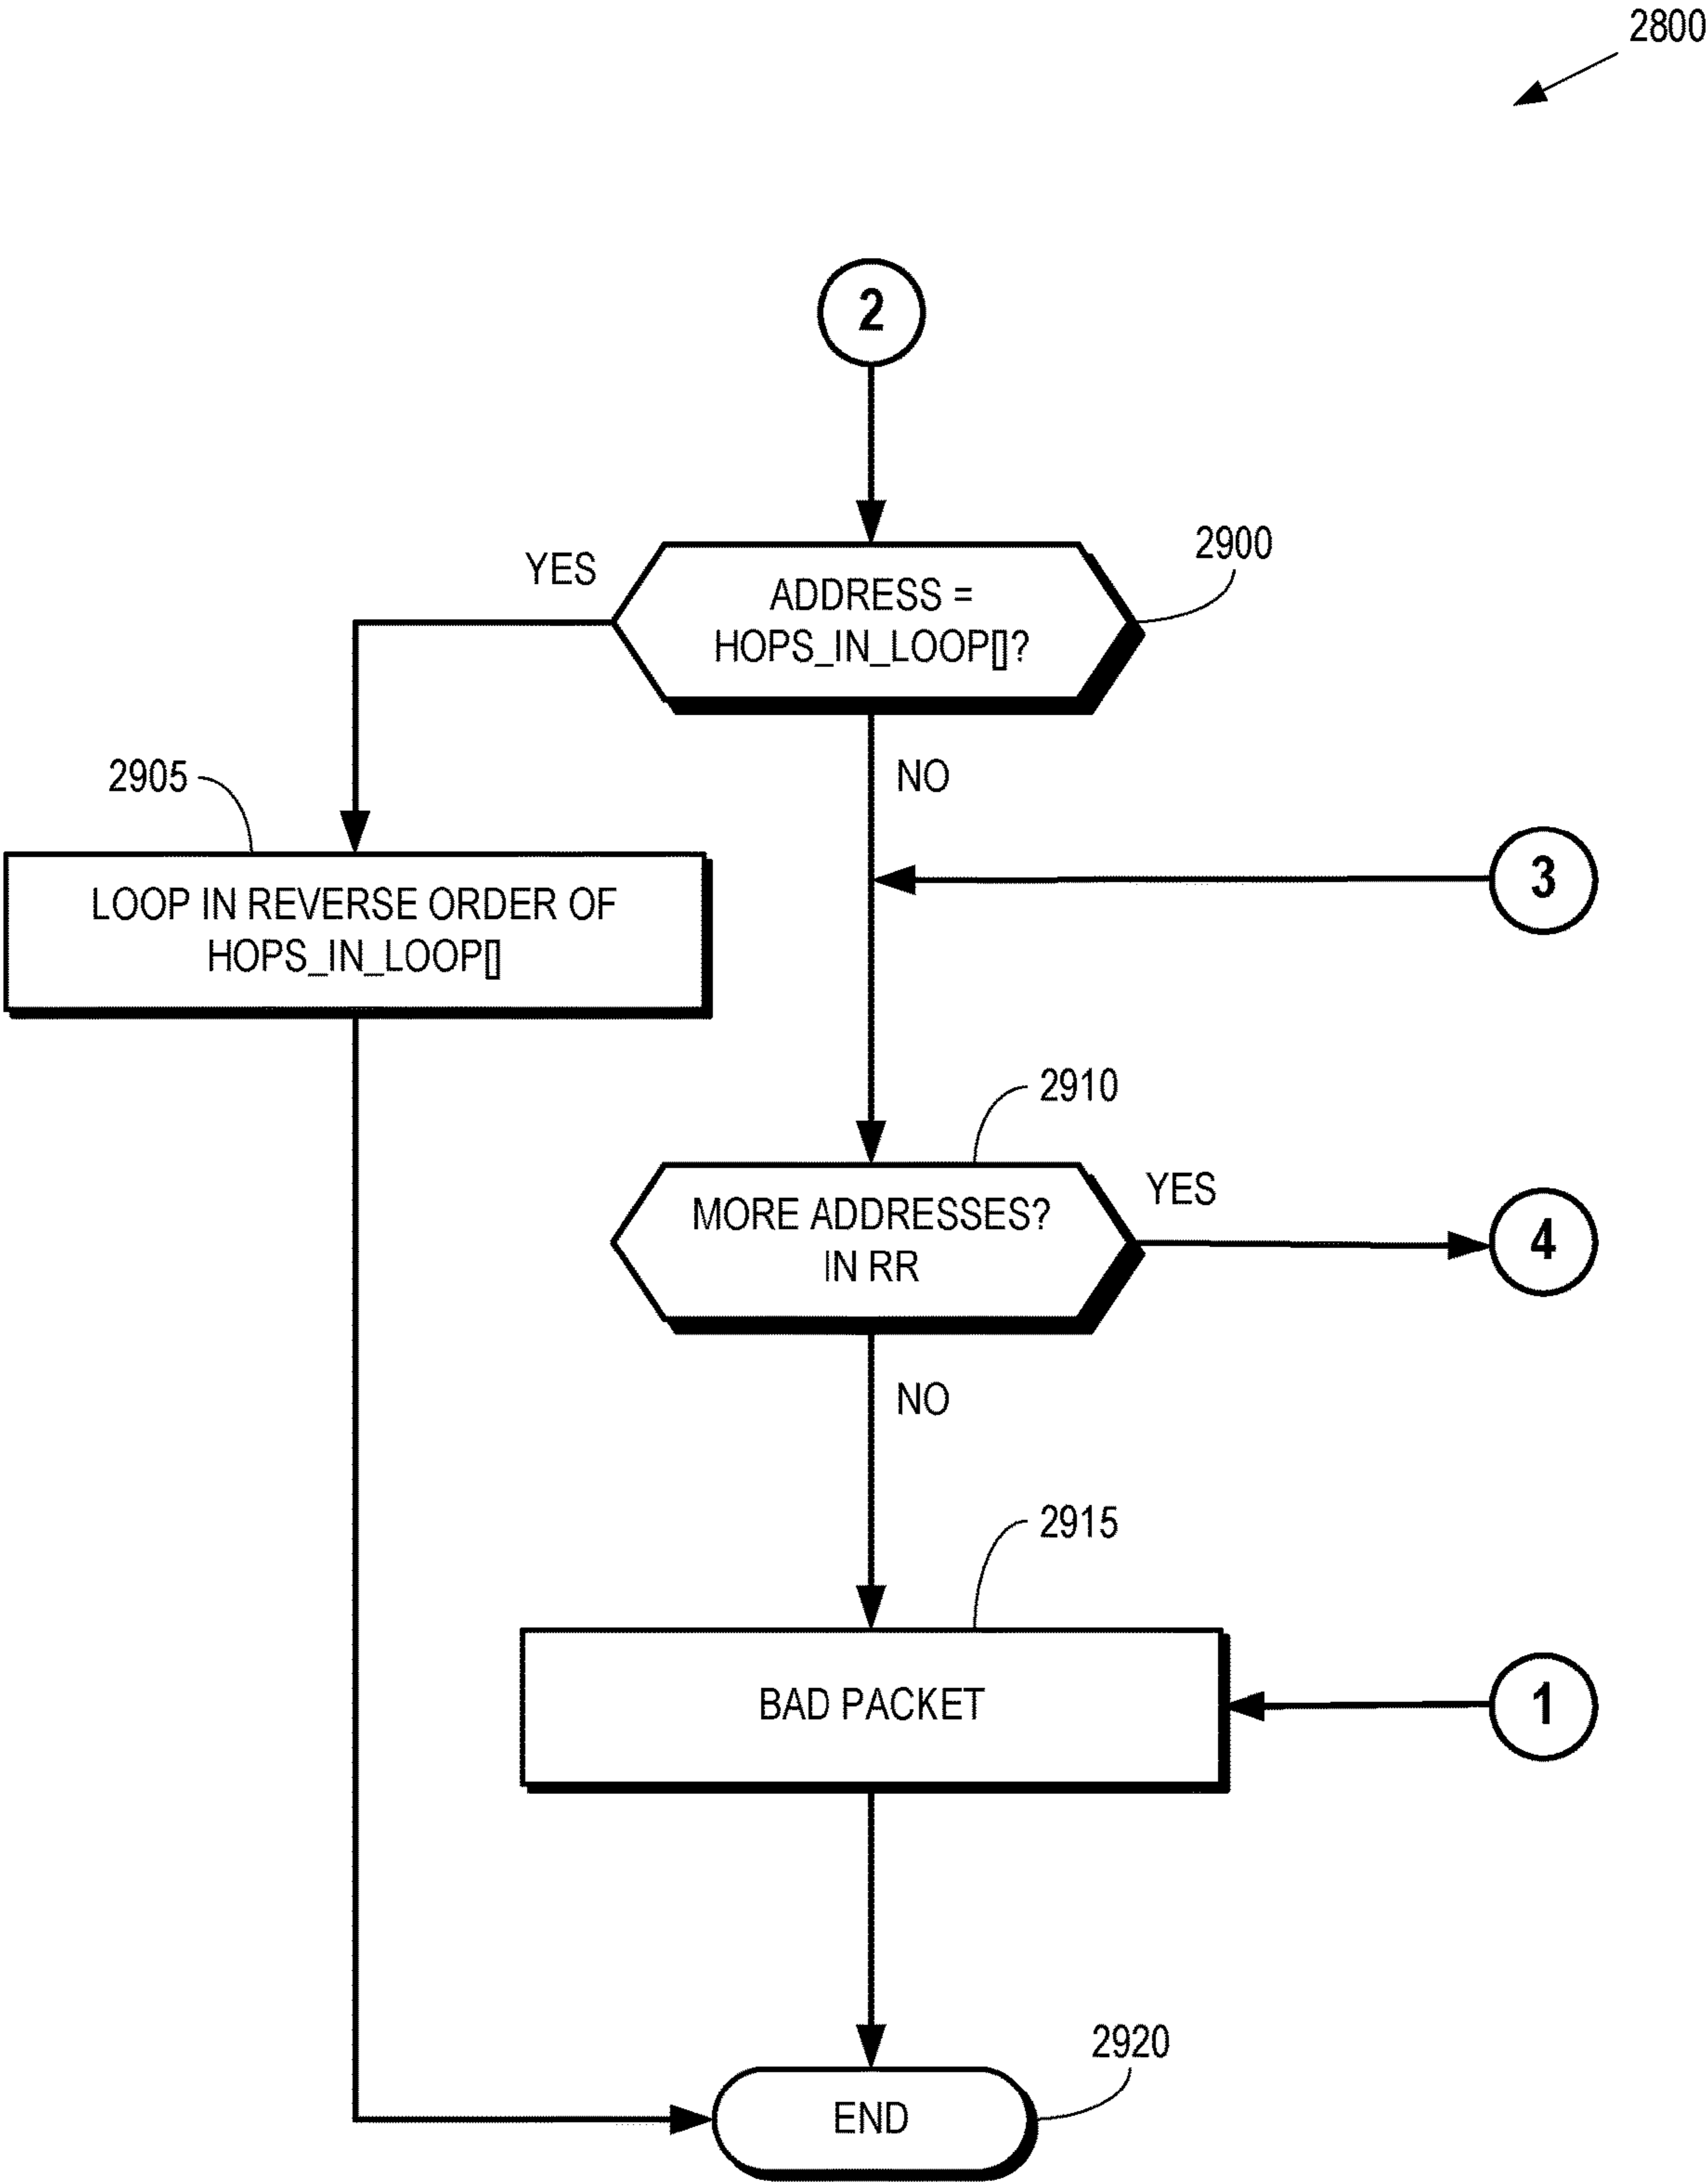 2800
2
2900
YES
ADDRESS =
HOPS_IN_LOOP[]?
2905
NO
3
LOOP IN REVERSE ORDER OF
HOPS_IN_LOOP[]
2910
YES
MORE ADDRESSES?
IN RR
4
NO
2915
BAD PACKET
1
2920
END